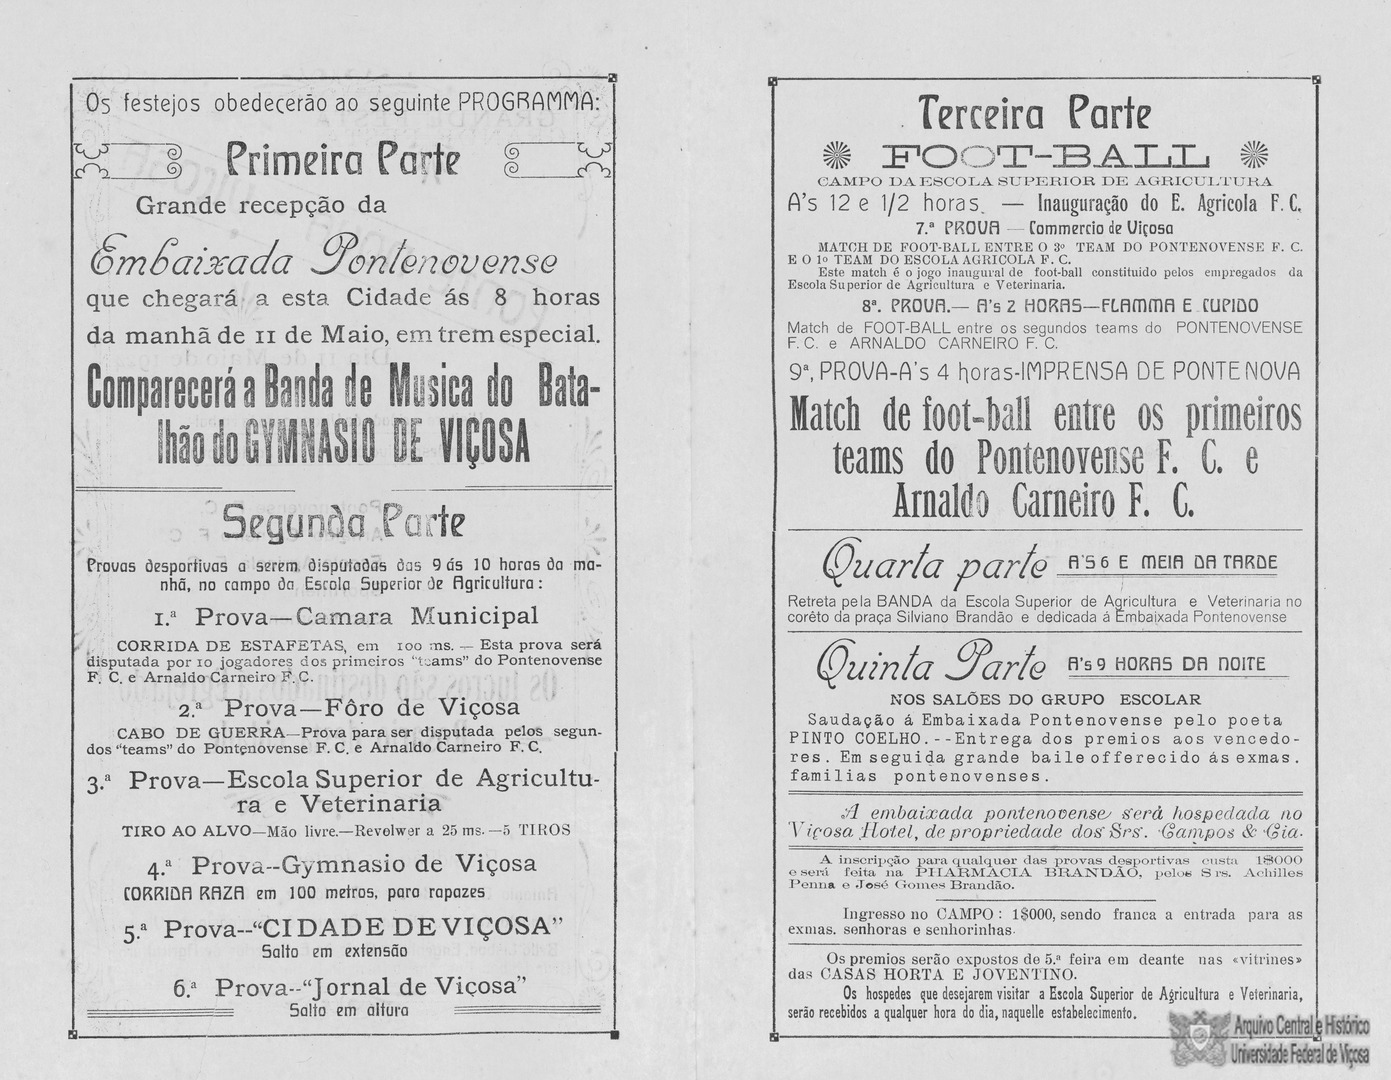 Os festejos obedecerão ao seguinte PROGRAMMA:
Primeira Parte
Grande recepção da
Embaixada Pontenovense
que chegará a esta Cidade ás 8 horas
da manhã de 11 de Maio, em trem especial.
Comparecerá a Banda de Musica do Bata-
lhão do GYMNASIO DE VIÇOSA
Segunda Parte
Provas desportivas a serem disputadas das 9 ás 10 horas da ma-
nhã, no campo da Escola Superior de Agricultura:
1.ª Prova—Camara Municipal
CORRIDA DE ESTAFETAS, em 100 ms. — Esta prova será
disputada por 10 jogadores dos primeiros "teams" do Pontenovense
F. C. e Arnaldo Carneiro F. C.
2.ª Prova—Fôro de Viçosa
CABO DE GUERRA—Prova para ser disputada pelos segun-
dos "teams" do Pontenovense F. C. e Arnaldo Carneiro F. C.
3.ª Prova—Escola Superior de Agricultu-
ra e Veterinaria
TIRO AO ALVO—Mão livre.—Revolwer a 25 ms.—5 TIROS
4.ª Prova--Gymnasio de Viçosa
CORRIDA RAZA em 100 metros, para rapazes
5.ª Prova--"CIDADE DE VIÇOSA"
Salto em extensão
6.ª Prova--"Jornal de Viçosa"
Salto em altura
Terceira Parte
FOOT-BALL
CAMPO DA ESCOLA SUPERIOR DE AGRICULTURA
A's 12 e 1/2 horas. — Inauguração do E. Agricola F. C.
7.ª PROVA — Commercio de Viçosa
MATCH DE FOOT-BALL ENTRE O 3º TEAM DO PONTENOVENSE F. C.
E O 1º TEAM DO ESCOLA AGRICOLA F. C.
Este match é o jogo inaugural de foot-ball constituido pelos empregados da
Escola Superior de Agricultura e Veterinaria.
8ª. PROVA.— A's 2 HORAS—FLAMMA E CUPIDO
Match de FOOT-BALL entre os segundos teams do PONTENOVENSE
F. C. e ARNALDO CARNEIRO F. C.
9ª, PROVA-A's 4 horas-IMPRENSA DE PONTE NOVA
Match de foot-ball entre os primeiros
teams do Pontenovense F. C. e
Arnaldo Carneiro F. C.
Quarta parte A'S 6 E MEIA DA TARDE
Retreta pela BANDA da Escola Superior de Agricultura e Veterinaria no
corêto da praça Silviano Brandão e dedicada á Embaixada Pontenovense
Quinta Parte A's 9 HORAS DA NOITE
NOS SALÕES DO GRUPO ESCOLAR
Saudação á Embaixada Pontenovense pelo poeta
PINTO COELHO.--Entrega dos premios aos vencedo-
res. Em seguida grande baile offerecido ás exmas.
familias pontenovenses.
A embaixada pontenovense será hospedada no
Viçosa Hotel, de propriedade dos Srs. Campos & Cia.
A inscripção para qualquer das provas desportivas custa 1$000
e será feita na PHARMACIA BRANDÃO, pelos Srs. Achilles
Penna e José Gomes Brandão.
Ingresso no CAMPO: 1$000, sendo franca a entrada para as
exmas. senhoras e senhorinhas.
Os premios serão expostos de 5.ª feira em deante nas «vitrines»
das CASAS HORTA E JOVENTINO.
Os hospedes que desejarem visitar a Escola Superior de Agricultura e Veterinaria,
serão recebidos a qualquer hora do dia, naquelle estabelecimento.
Arquivo Central e Histórico
Universidade Federal de Viçosa